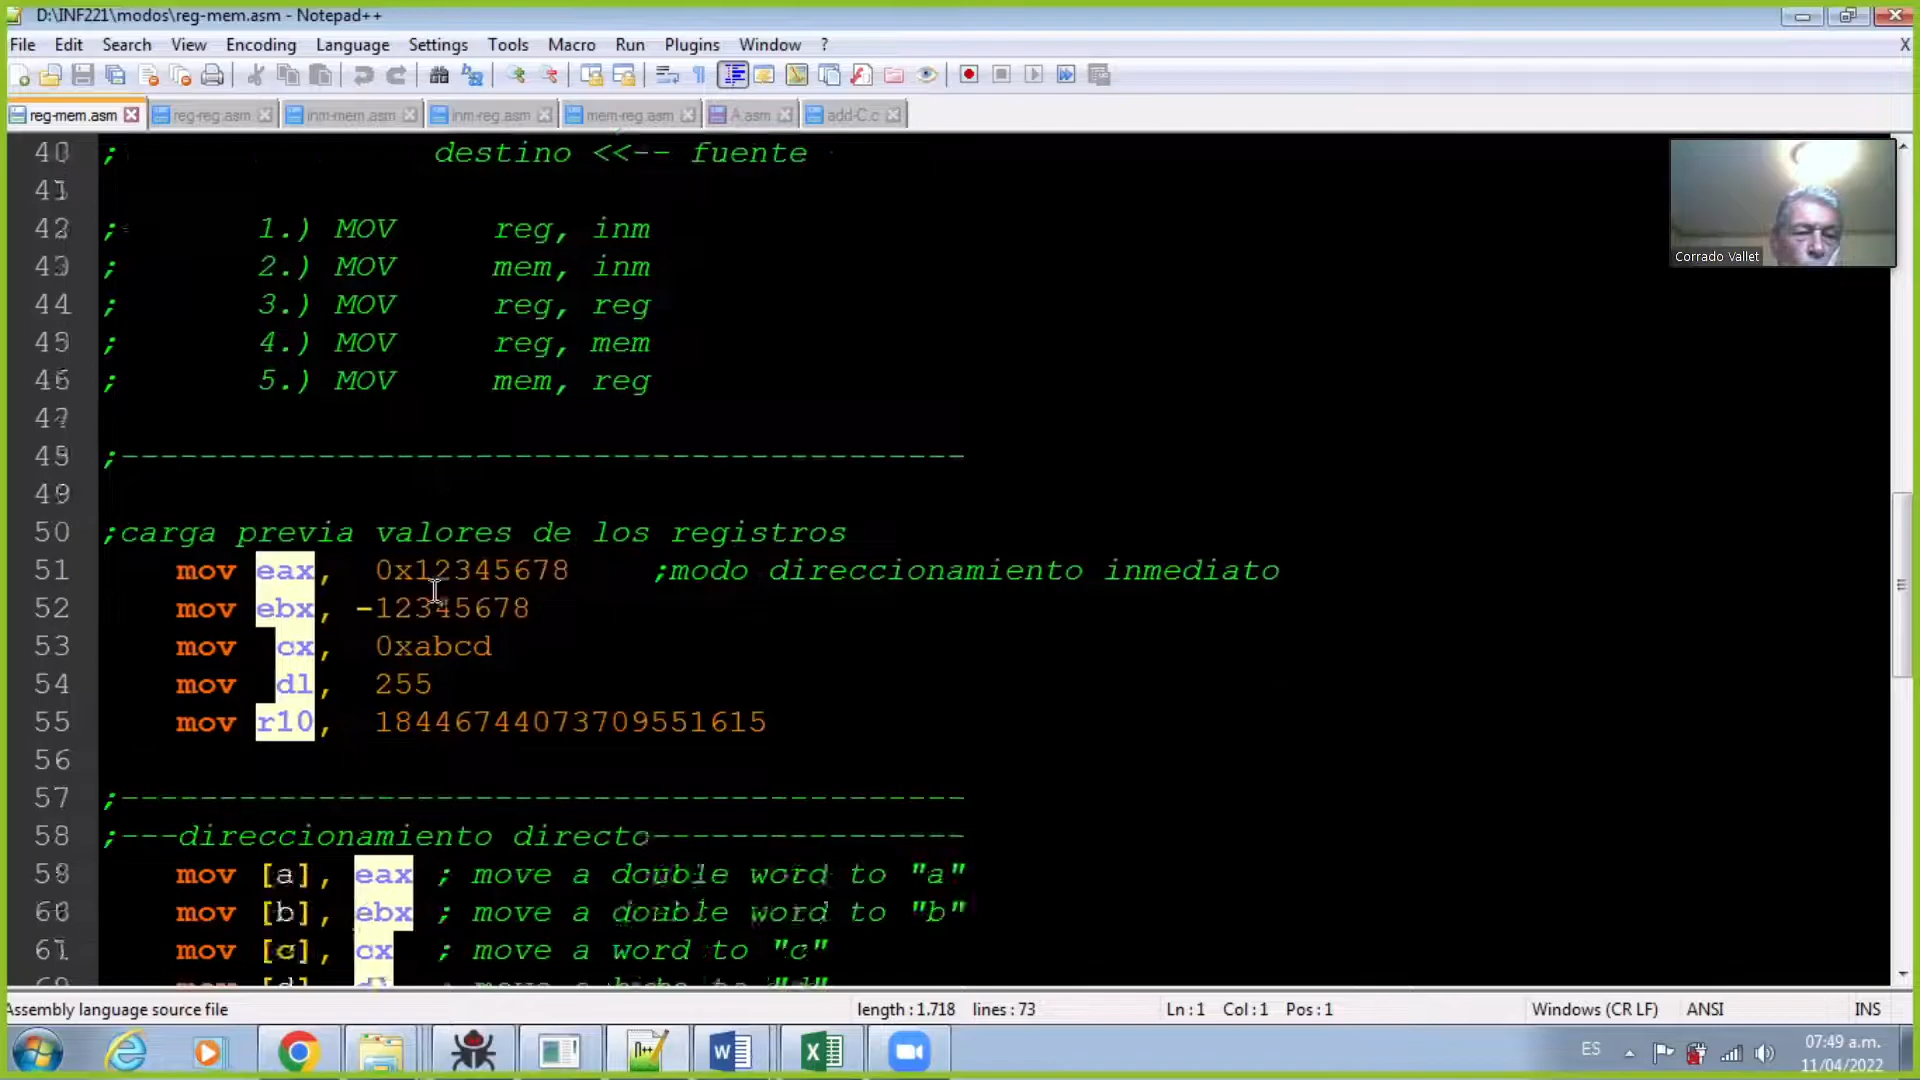 D:\INF221\modos\reg-mem.asm - Notepad++
File Edit Search View Encoding Language Settings Tools Macro Run Plugins Window ? X
reg-mem.asm reg-reg.asm inm-mem.asm inm-reg.asm mem-reg.asm A.asm add-C.c
40 ; destino <<-- fuente
41
42 ; 1.) MOV reg, inm
43 ; 2.) MOV mem, inm
44 ; 3.) MOV reg, reg
45 ; 4.) MOV reg, mem
46 ; 5.) MOV mem, reg
47
48 ;-------------------------------------------
49
50 ;carga previa valores de los registros
51 mov eax, 0x12345678 ;modo direccionamiento inmediato
52 mov ebx, -12345678
53 mov cx, 0xabcd
54 mov dl, 255
55 mov r10, 18446744073709551615
56
57 ;-------------------------------------------
58 ;---direccionamiento directo----------------
59 mov [a], eax ; move a double word to "a"
60 mov [b], ebx ; move a double word to "b"
61 mov [c], cx ; move a word to "c"
Corrado Vallet
Assembly language source file length : 1.718 lines : 73 Ln : 1 Col : 1 Pos : 1 Windows (CR LF) ANSI INS
ES
07:49 a.m.
11/04/2022